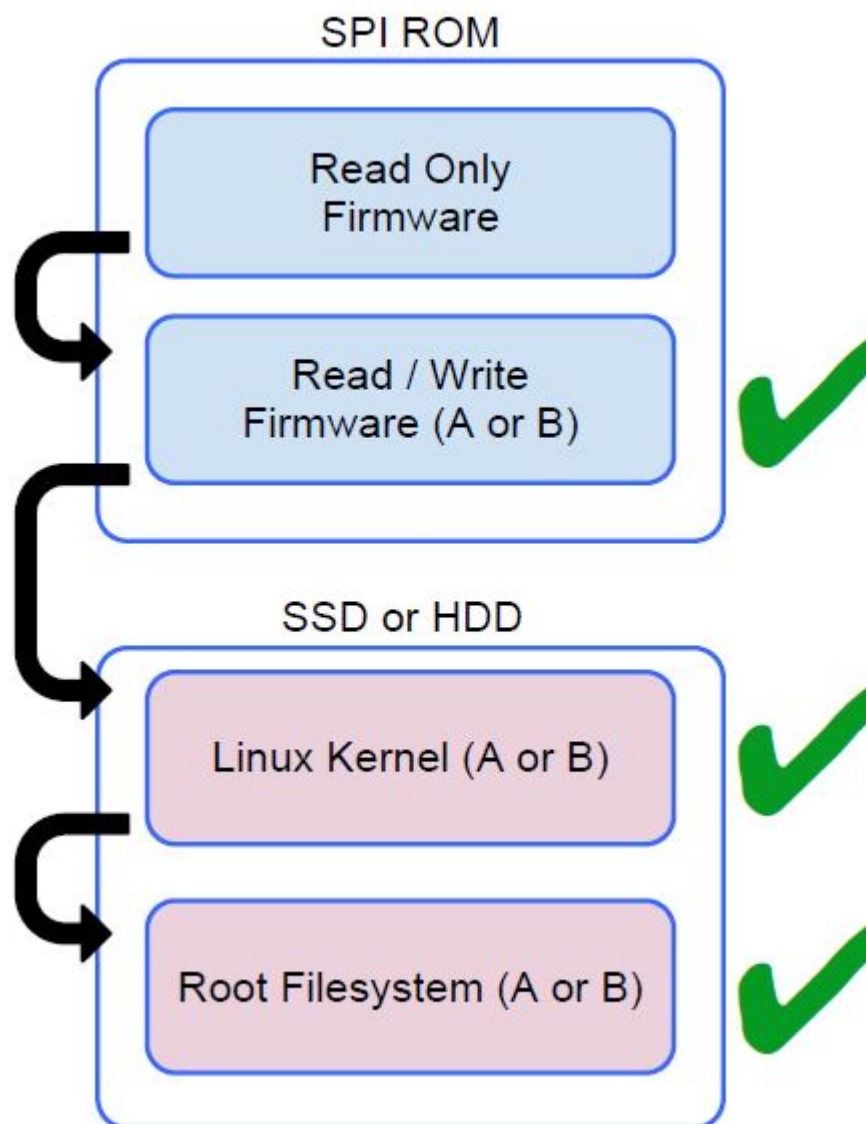 SPI ROM
Read Only
Firmware
Read / Write
Firmware (A or B)
SSD or HDD
Linux Kernel (A or B)
Root Filesystem (A or B)